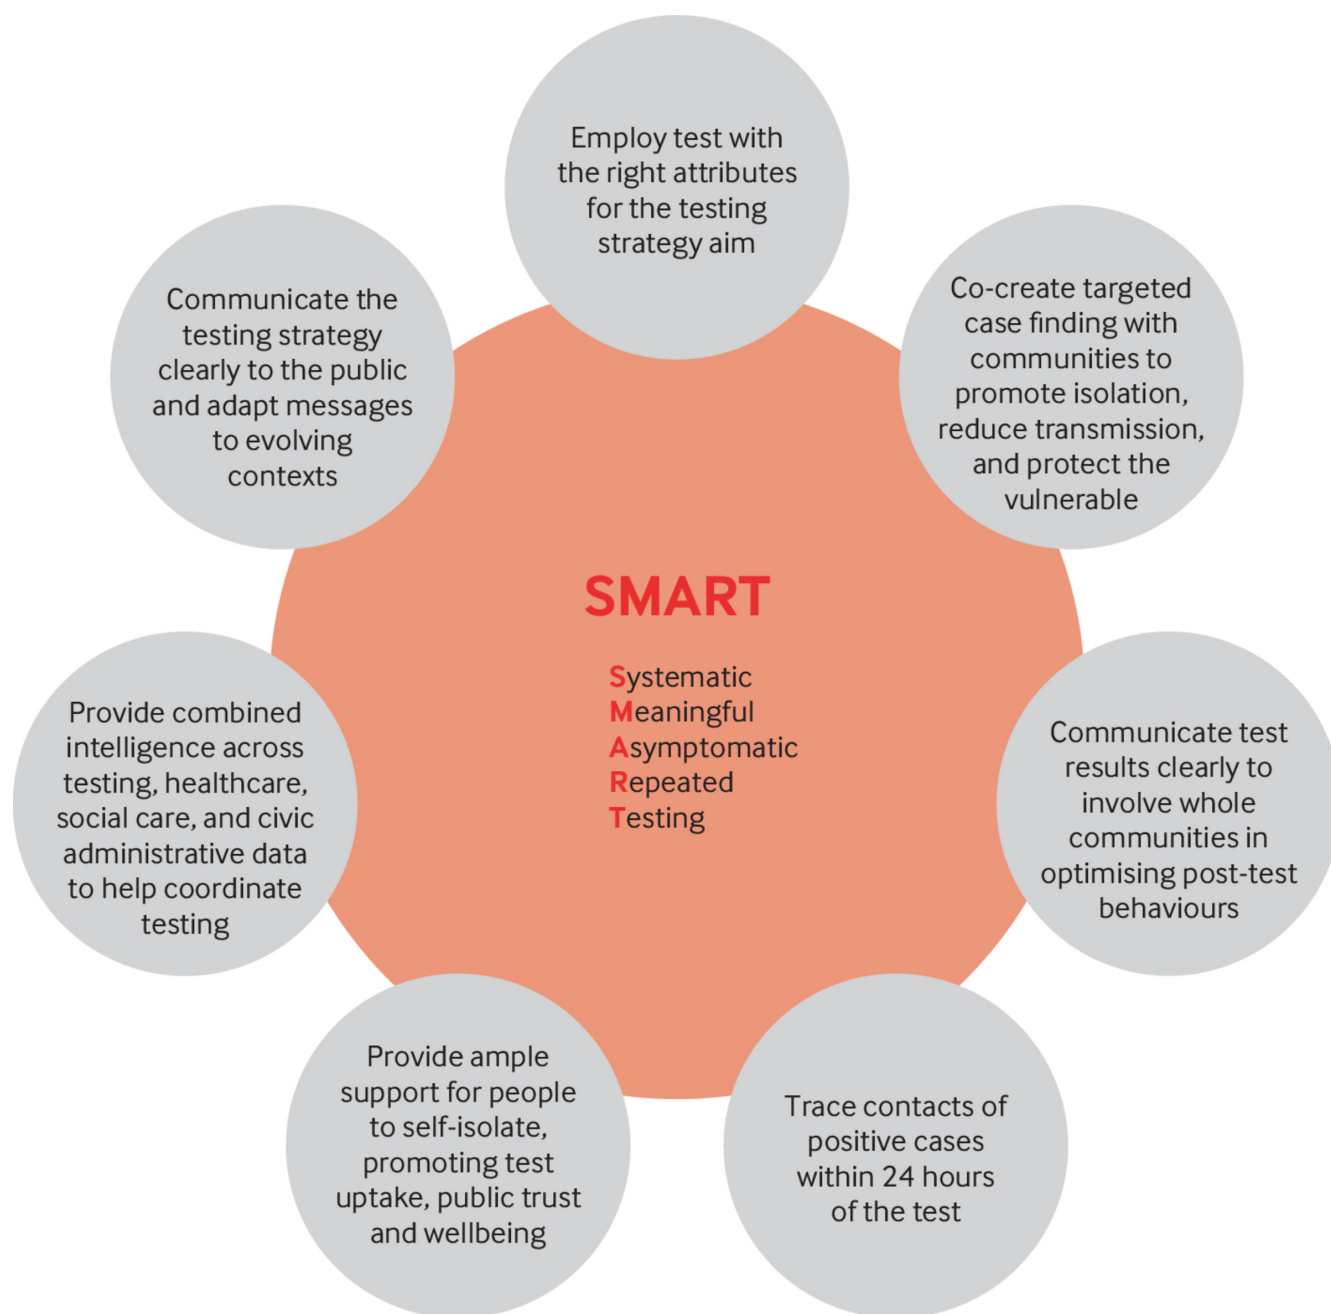 Employ test with
the right attributes
for the testing
strategy aim
Co-create targeted
case finding with
communities to
promote isolation,
reduce transmission,
and protect the
vulnerable
Communicate test
results clearly to
involve whole
communities in
optimising post-test
behaviours
Trace contacts of
positive cases
within 24 hours
of the test
Provide ample
support for people
to self-isolate,
promoting test
uptake, public trust
and wellbeing
Provide combined
intelligence across
testing, healthcare,
social care, and civic
administrative data
to help coordinate
testing
Communicate the
testing strategy
clearly to the public
and adapt messages
to evolving
contexts
SMART
Systematic
Meaningful
Asymptomatic
Repeated
Testing